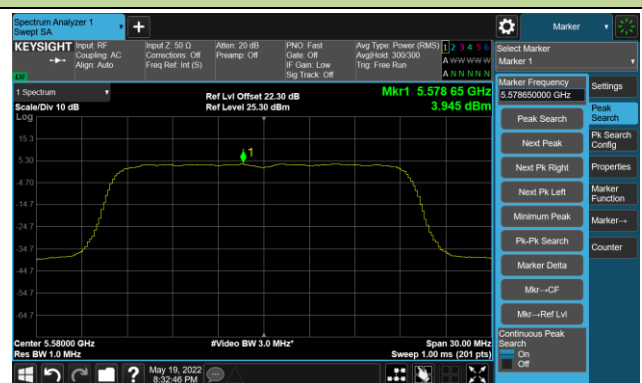 Spectrum Analyzer 1
Swept SA
Marker
KEYSIGHT
Input: RF
Coupling: AC
Align: Auto
Input Z: 50 Ω
Corrections: Off
Freq Ref: Int (S)
Atten: 20 dB
Preamp: Off
PNO: Fast
Gate: Off
IF Gain: Low
Sig Track: Off
Avg Type: Power (RMS)
Avg|Hold: 300/300
Trig: Free Run
1 2 3 4 5 6
A W W W W W
A N N N N N
LW
Select Marker
Marker 1
1 Spectrum
Scale/Div 10 dB
Ref Lvl Offset 22.30 dB
Ref Level 25.30 dBm
Mkr1 5.578 65 GHz
3.945 dBm
Log
15.3
5.30
-4.70
-14.7
-24.7
-34.7
-44.7
-54.7
-64.7
1
Center 5.58000 GHz
Res BW 1.0 MHz
#Video BW 3.0 MHz*
Span 30.00 MHz
Sweep 1.00 ms (201 pts)
Marker Frequency
5.578650000 GHz
Peak Search
Next Peak
Next Pk Right
Next Pk Left
Minimum Peak
Pk-Pk Search
Marker Delta
Mkr→CF
Mkr→Ref Lvl
Continuous Peak
Search
On
Off
Settings
Peak
Search
Pk Search
Config
Properties
Marker
Function
Marker→
Counter
May 19, 2022
8:32:46 PM